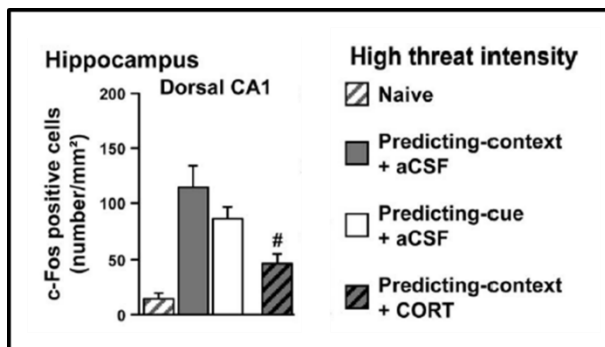 Hippocampus
Dorsal CA1
c-Fos positive cells
(number/mm²)
200
150
100
50
0
#
High threat intensity
Naive
Predicting-context
+ aCSF
Predicting-cue
+ aCSF
Predicting-context
+ CORT